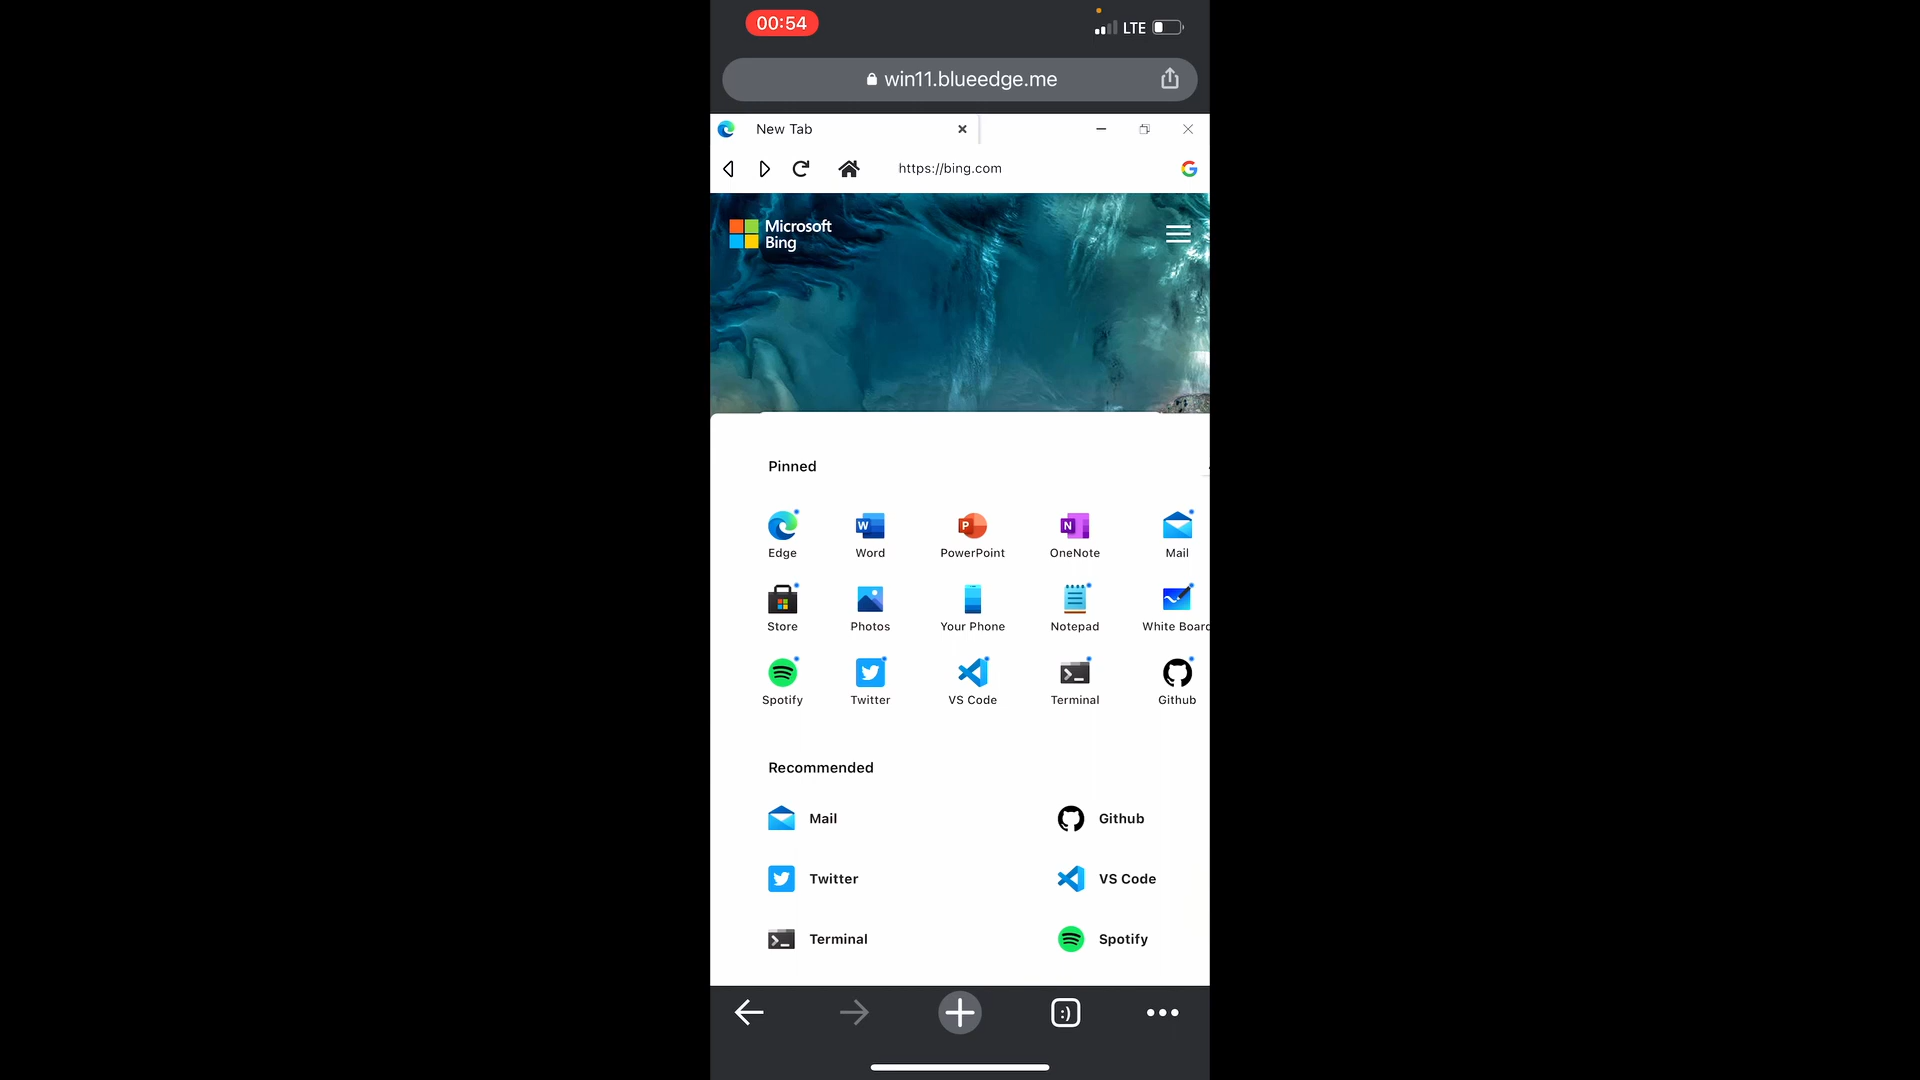 00:54
LTE
win11.blueedge.me
New Tab
https://bing.com
Microsoft
Bing
Pinned
Edge
Word
PowerPoint
OneNote
Mail
Store
Photos
Your Phone
Notepad
White Board
Spotify
Twitter
VS Code
Terminal
Github
Recommended
Mail
Github
Twitter
VS Code
Terminal
Spotify
:)